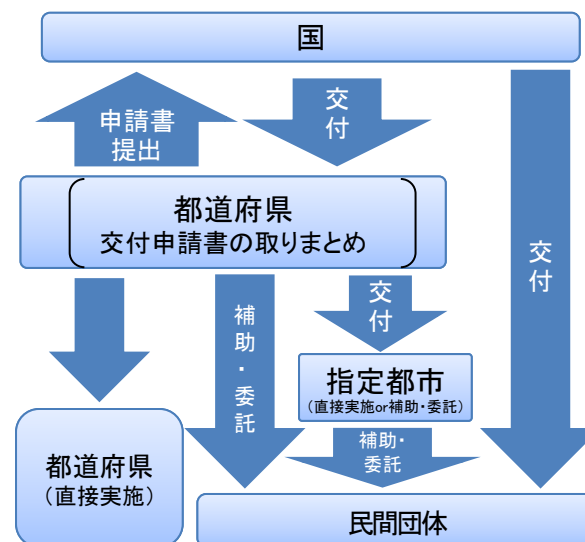 国
申請書
提出
交
付
都道府県
交付申請書の取りまとめ
交
付
補
助
・
委
託
交
付
指定都市
(直接実施or補助・委託)
補助・
委託
都道府県
(直接実施)
民間団体